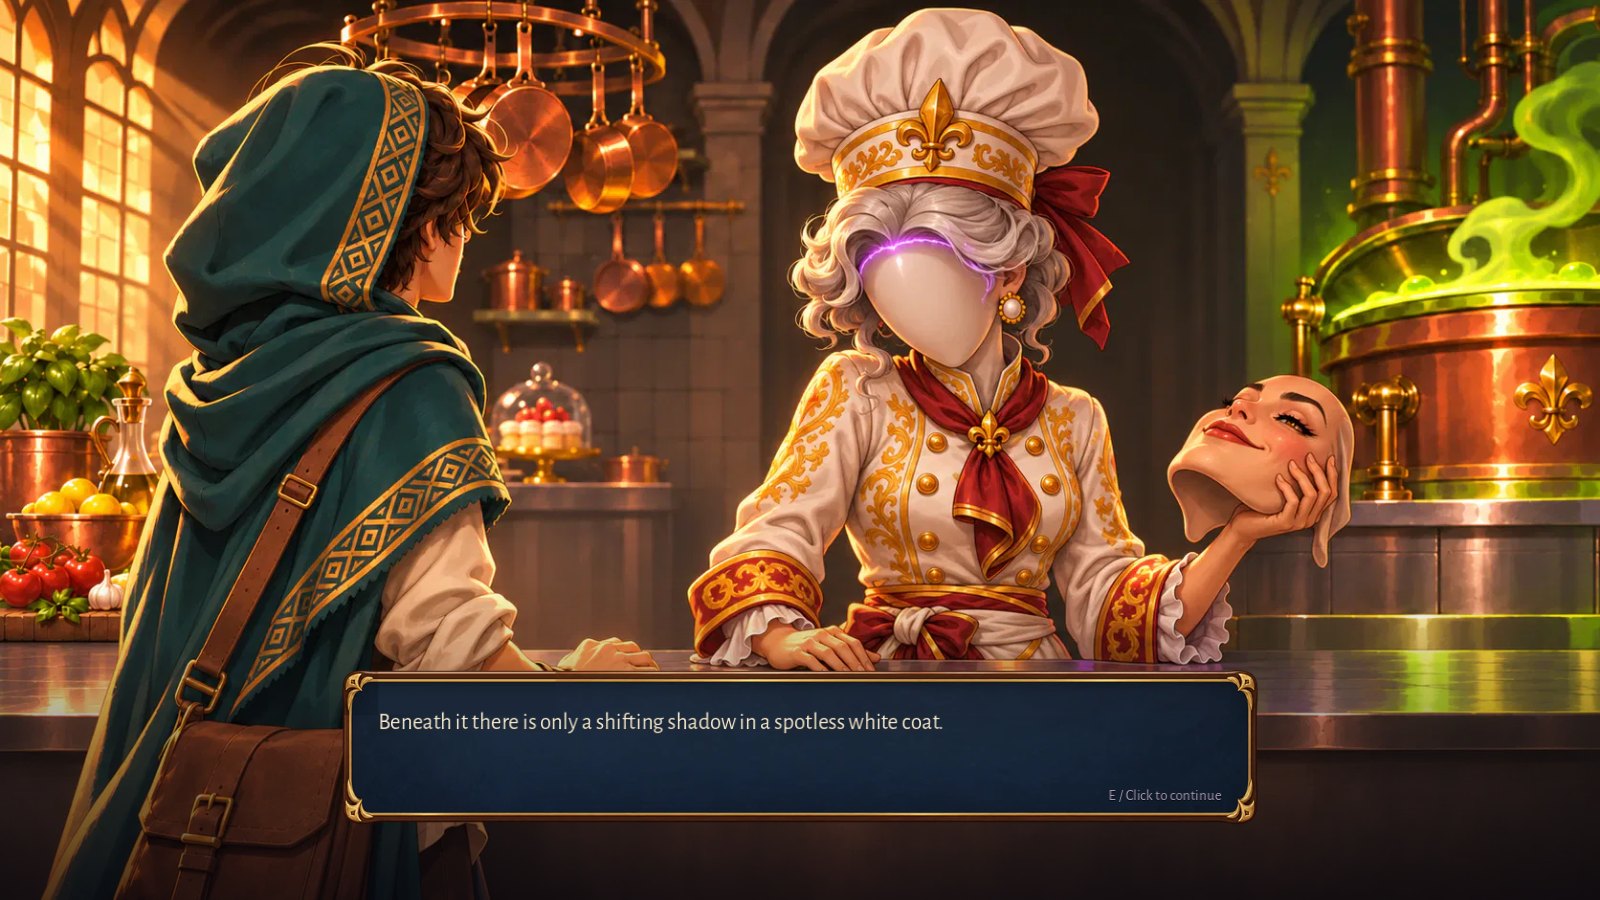 Beneath it there is only a shifting shadow in a spotless white coat.
E / Click to continue